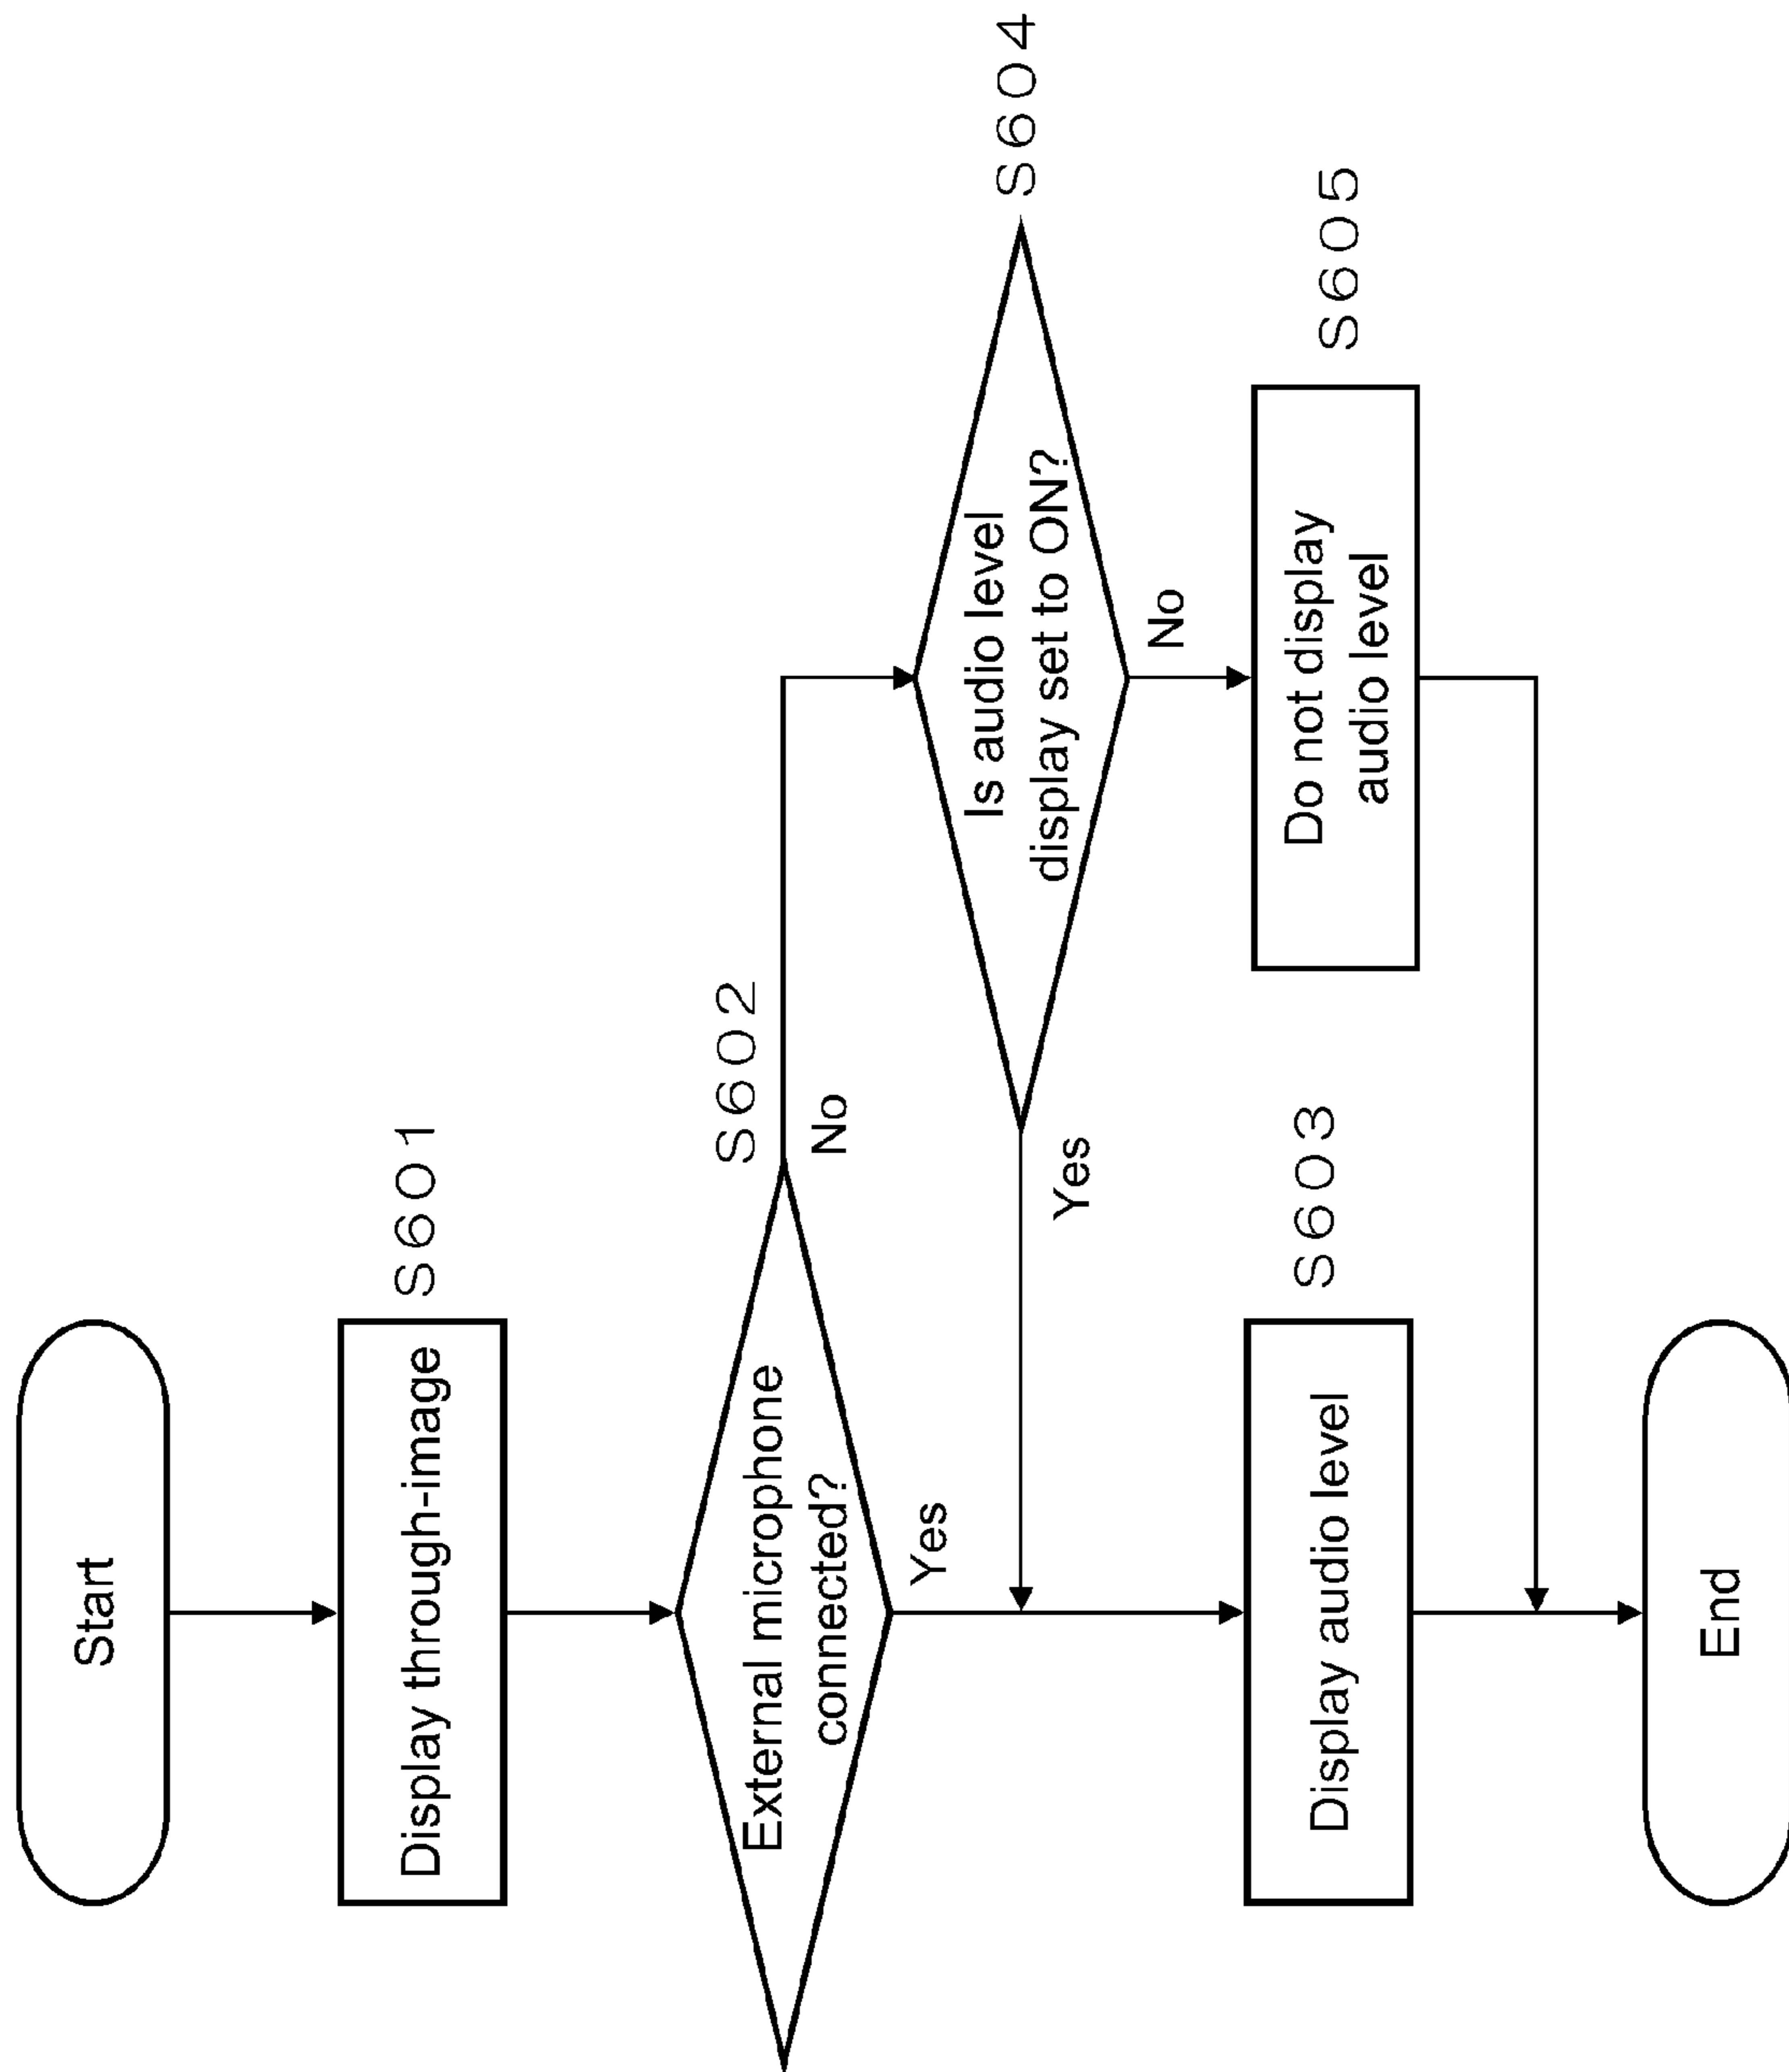 Start
Display through-image
S601
External microphone
connected?
S602
No
Yes
Is audio level
display set to ON?
S604
Yes
No
Display audio level
S603
Do not display
audio level
S605
End